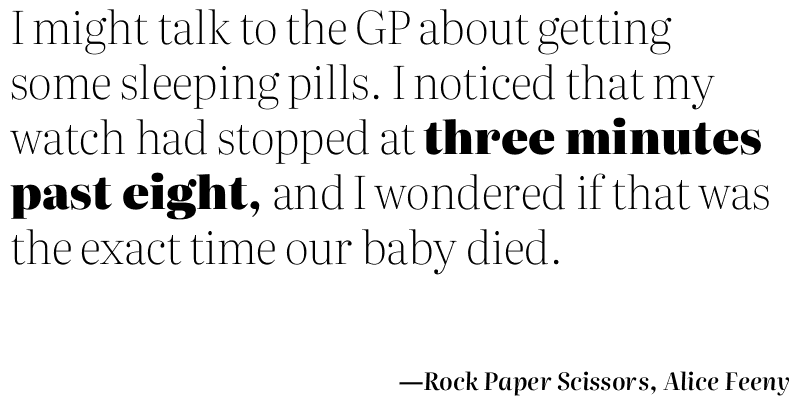 I might talk to the GP about getting
some sleeping pills. I noticed that my
watch had stopped at three minutes
past eight, and I wondered if that was
the exact time our baby died.
—Rock Paper Scissors, Alice Feeny